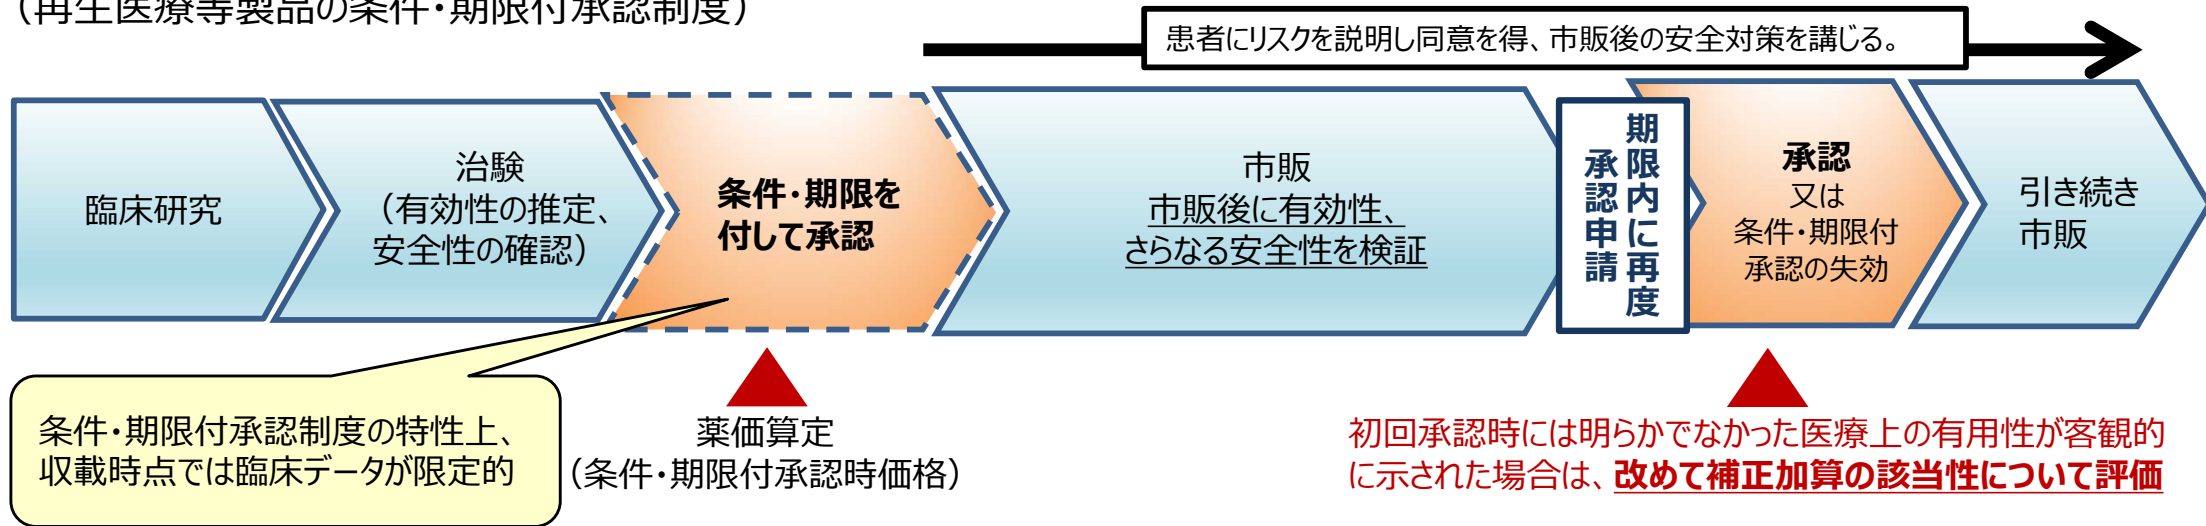 （再生医療等製品の条件・期限付承認制度）
患者にリスクを説明し同意を得、市販後の安全対策を講じる。
臨床研究
治験
（有効性の推定、
安全性の確認）
条件・期限を
付して承認
市販
市販後に有効性、
さらなる安全性を検証
期限内に再度
承認申請
承認
又は
条件・期限付
承認の失効
引き続き
市販
条件・期限付承認制度の特性上、
収載時点では臨床データが限定的
薬価算定
（条件・期限付承認時価格）
初回承認時には明らかでなかった医療上の有用性が客観的
に示された場合は、改めて補正加算の該当性について評価